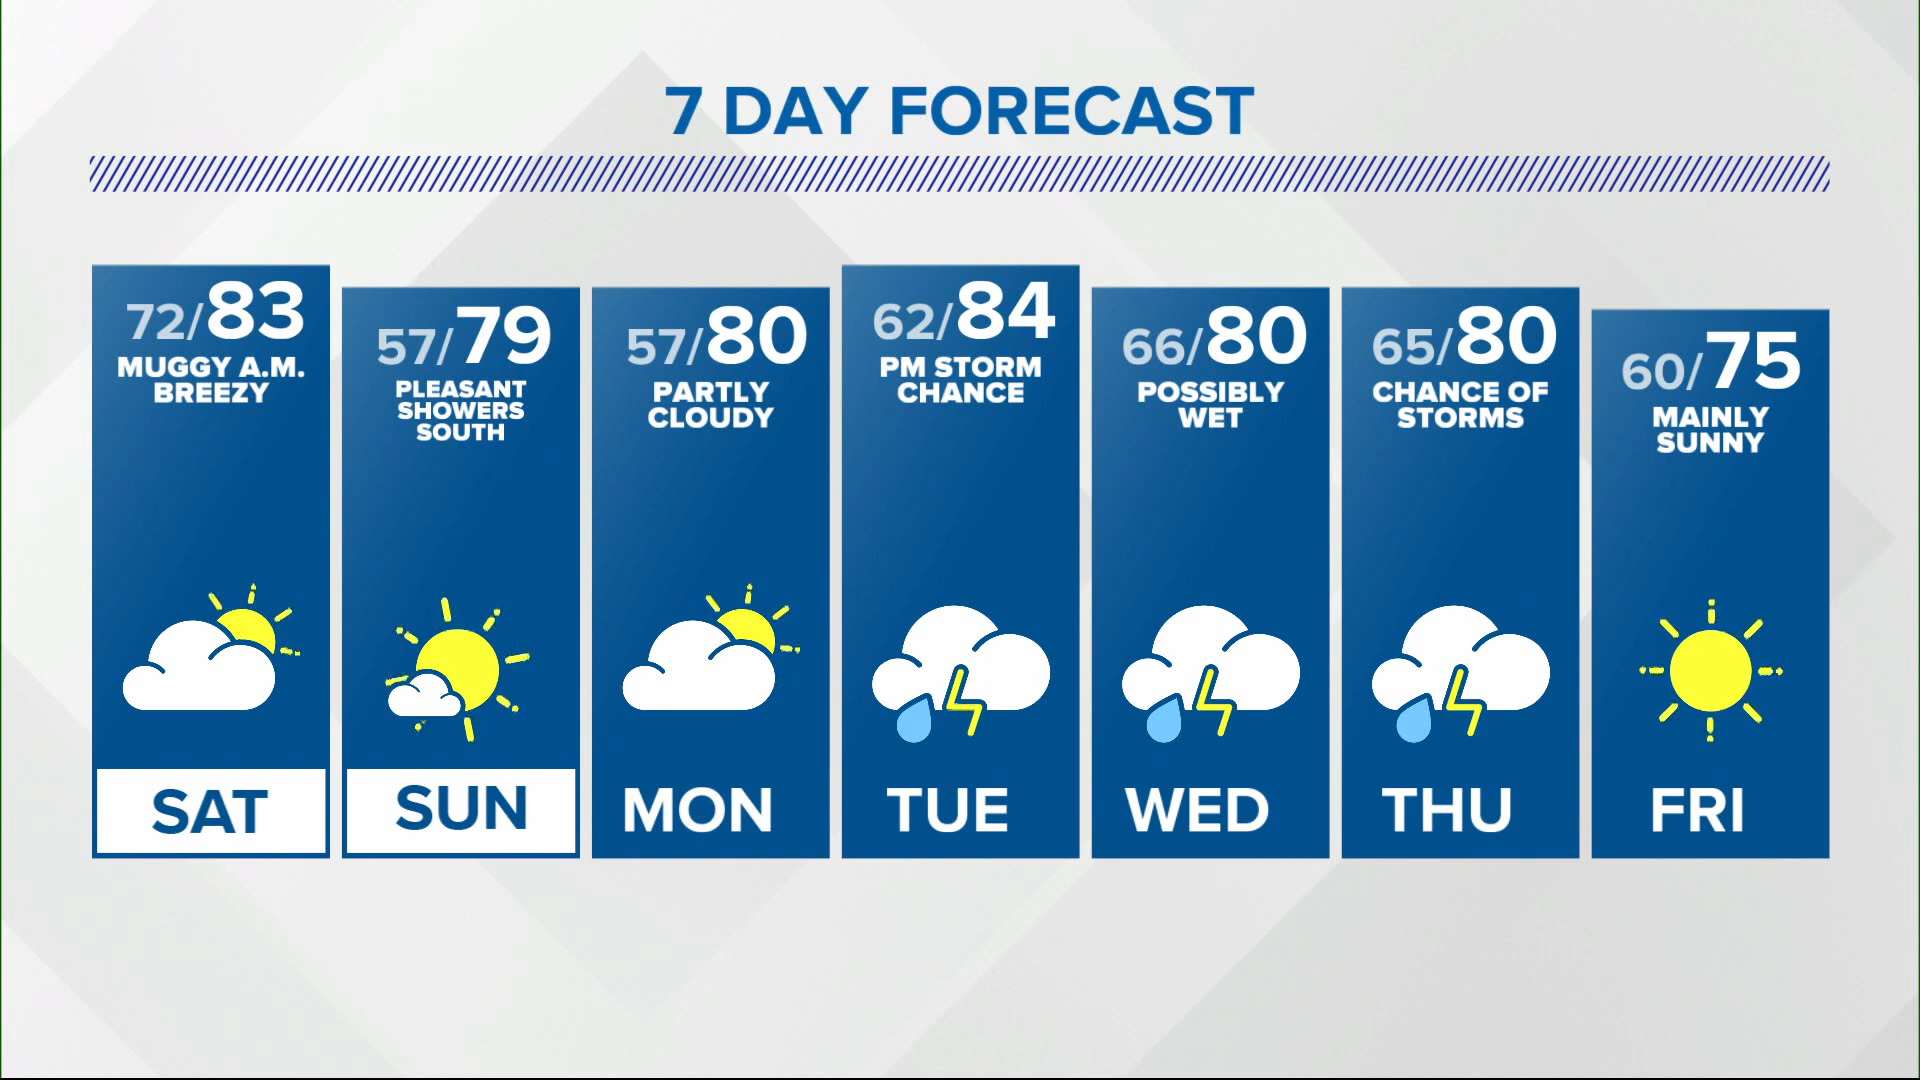 7 DAY FORECAST
72/83
MUGGY A.M.
BREEZY
SAT
57/79
PLEASANT
SHOWERS
SOUTH
SUN
57/80
PARTLY
CLOUDY
MON
62/84
PM STORM
CHANCE
TUE
66/80
POSSIBLY
WET
WED
65/80
CHANCE OF
STORMS
THU
60/75
MAINLY
SUNNY
FRI